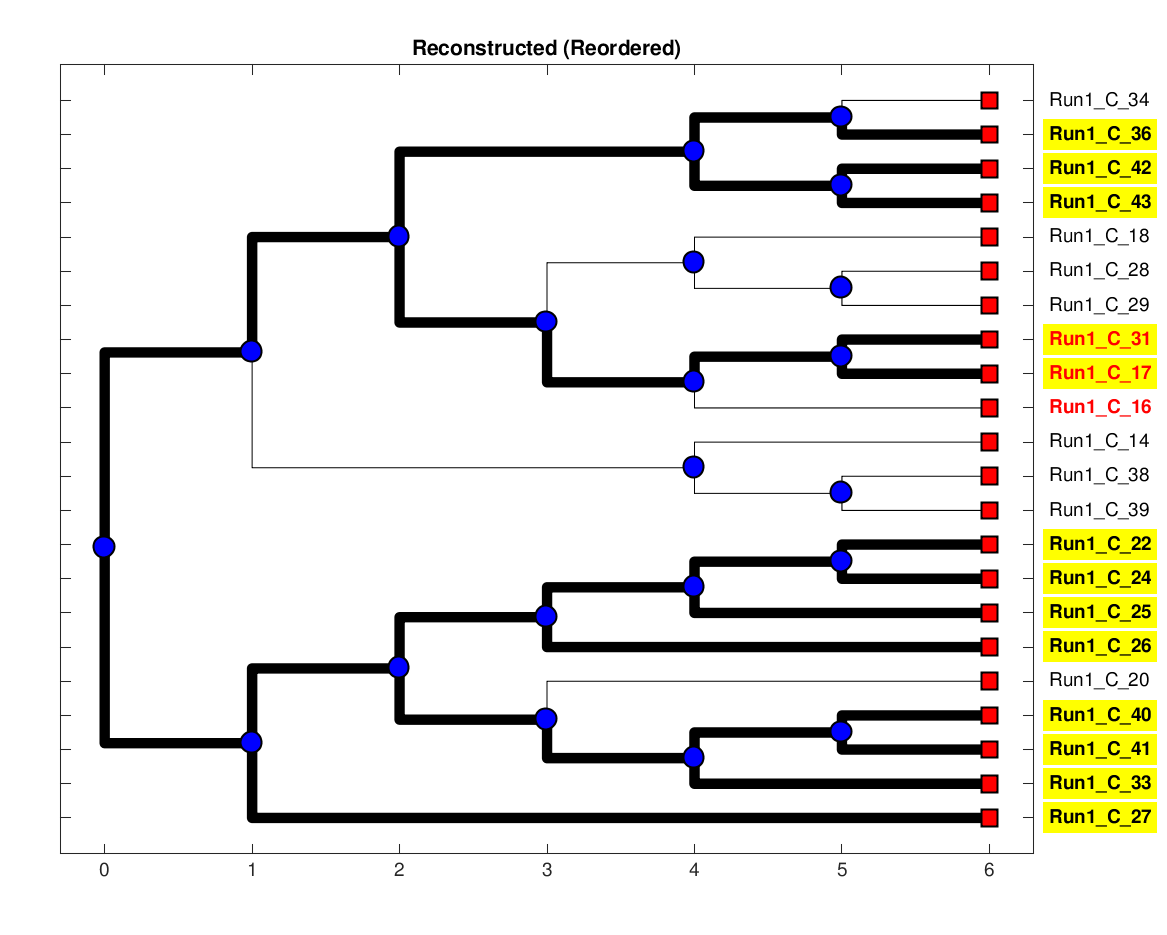 Reconstructed (Reordered)
Run1_C_34
Run1_C_36
Run1_C_42
Run1_C_43
Run1_C_18
Run1_C_28
Run1_C_29
Run1_C_31
Run1_C_17
Run1_C_16
Run1_C_14
Run1_C_38
Run1_C_39
Run1_C_22
Run1_C_24
Run1_C_25
Run1_C_26
Run1_C_20
Run1_C_40
Run1_C_41
Run1_C_33
Run1_C_27
0 1 2 3 4 5 6